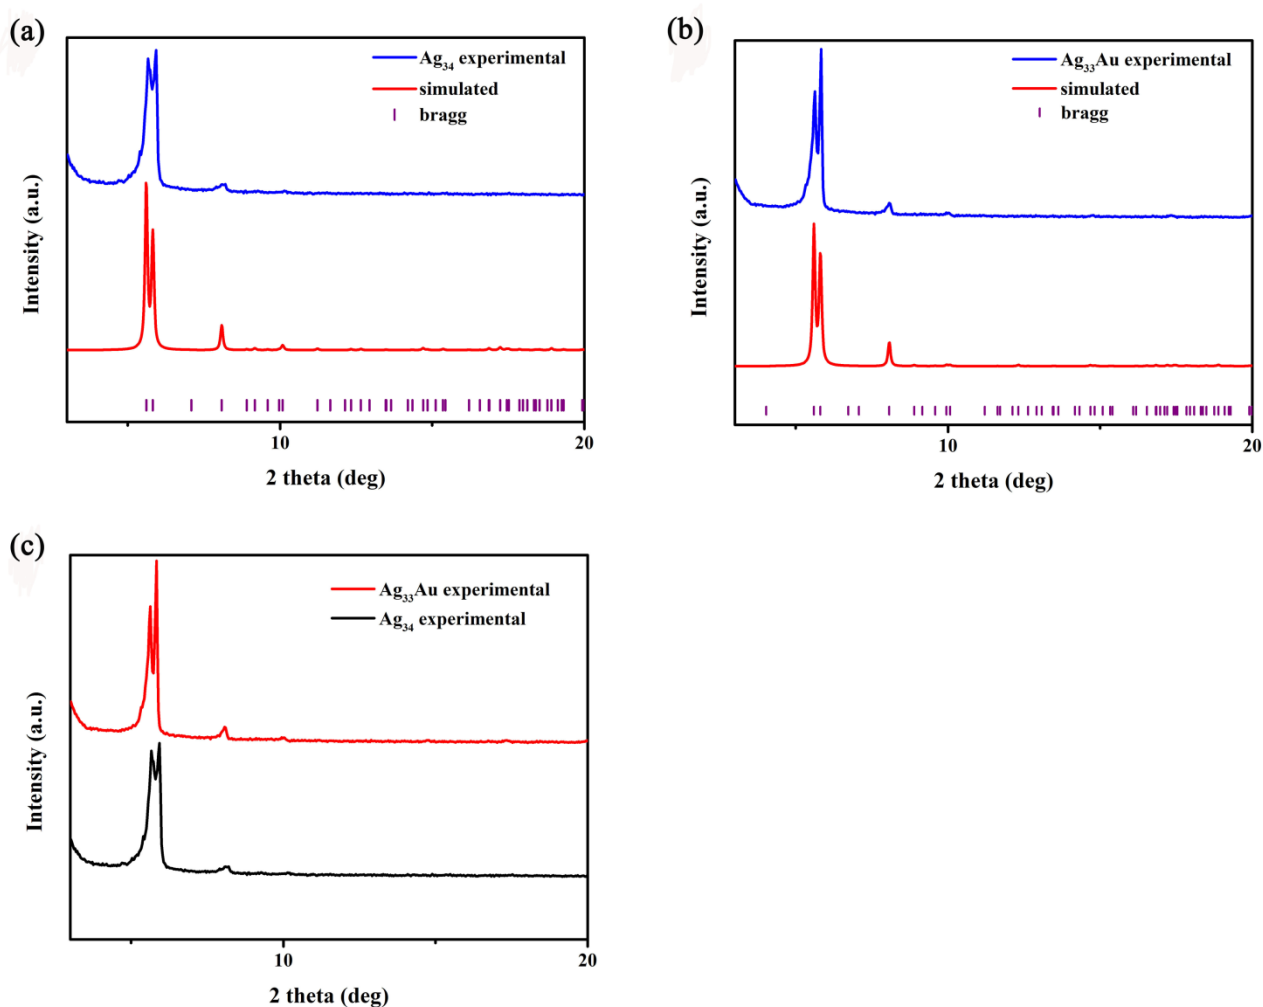 (a)
Ag34 experimental
simulated
bragg
Intensity (a.u.)
10
20
2 theta (deg)
(b)
Ag33Au experimental
simulated
bragg
Intensity (a.u.)
10
20
2 theta (deg)
(c)
Ag33Au experimental
Ag34 experimental
Intensity (a.u.)
10
20
2 theta (deg)